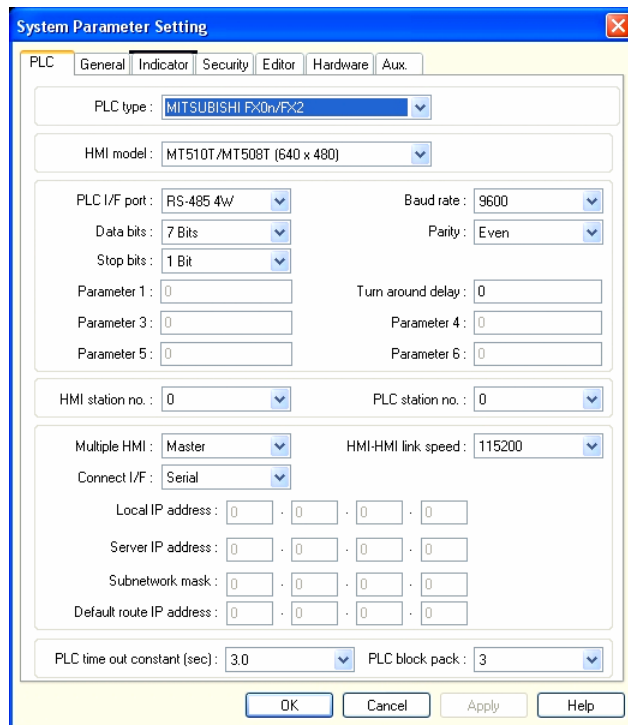 System Parameter Setting
PLC General Indicator Security Editor Hardware Aux.
PLC type : MITSUBISHI FX0n/FX2
HMI model : MT510T/MT508T (640 x 480)
PLC I/F port : RS-485 4W Baud rate : 9600
Data bits : 7 Bits Parity : Even
Stop bits : 1 Bit
Parameter 1 : 0 Turn around delay : 0
Parameter 3 : 0 Parameter 4 : 0
Parameter 5 : 0 Parameter 6 : 0
HMI station no. : 0 PLC station no. : 0
Multiple HMI : Master HMI-HMI link speed : 115200
Connect I/F : Serial
Local IP address : 0 . 0 . 0 . 0
Server IP address : 0 . 0 . 0 . 0
Subnetwork mask : 0 . 0 . 0 . 0
Default route IP address : 0 . 0 . 0 . 0
PLC time out constant (sec) : 3.0 PLC block pack : 3
OK Cancel Apply Help